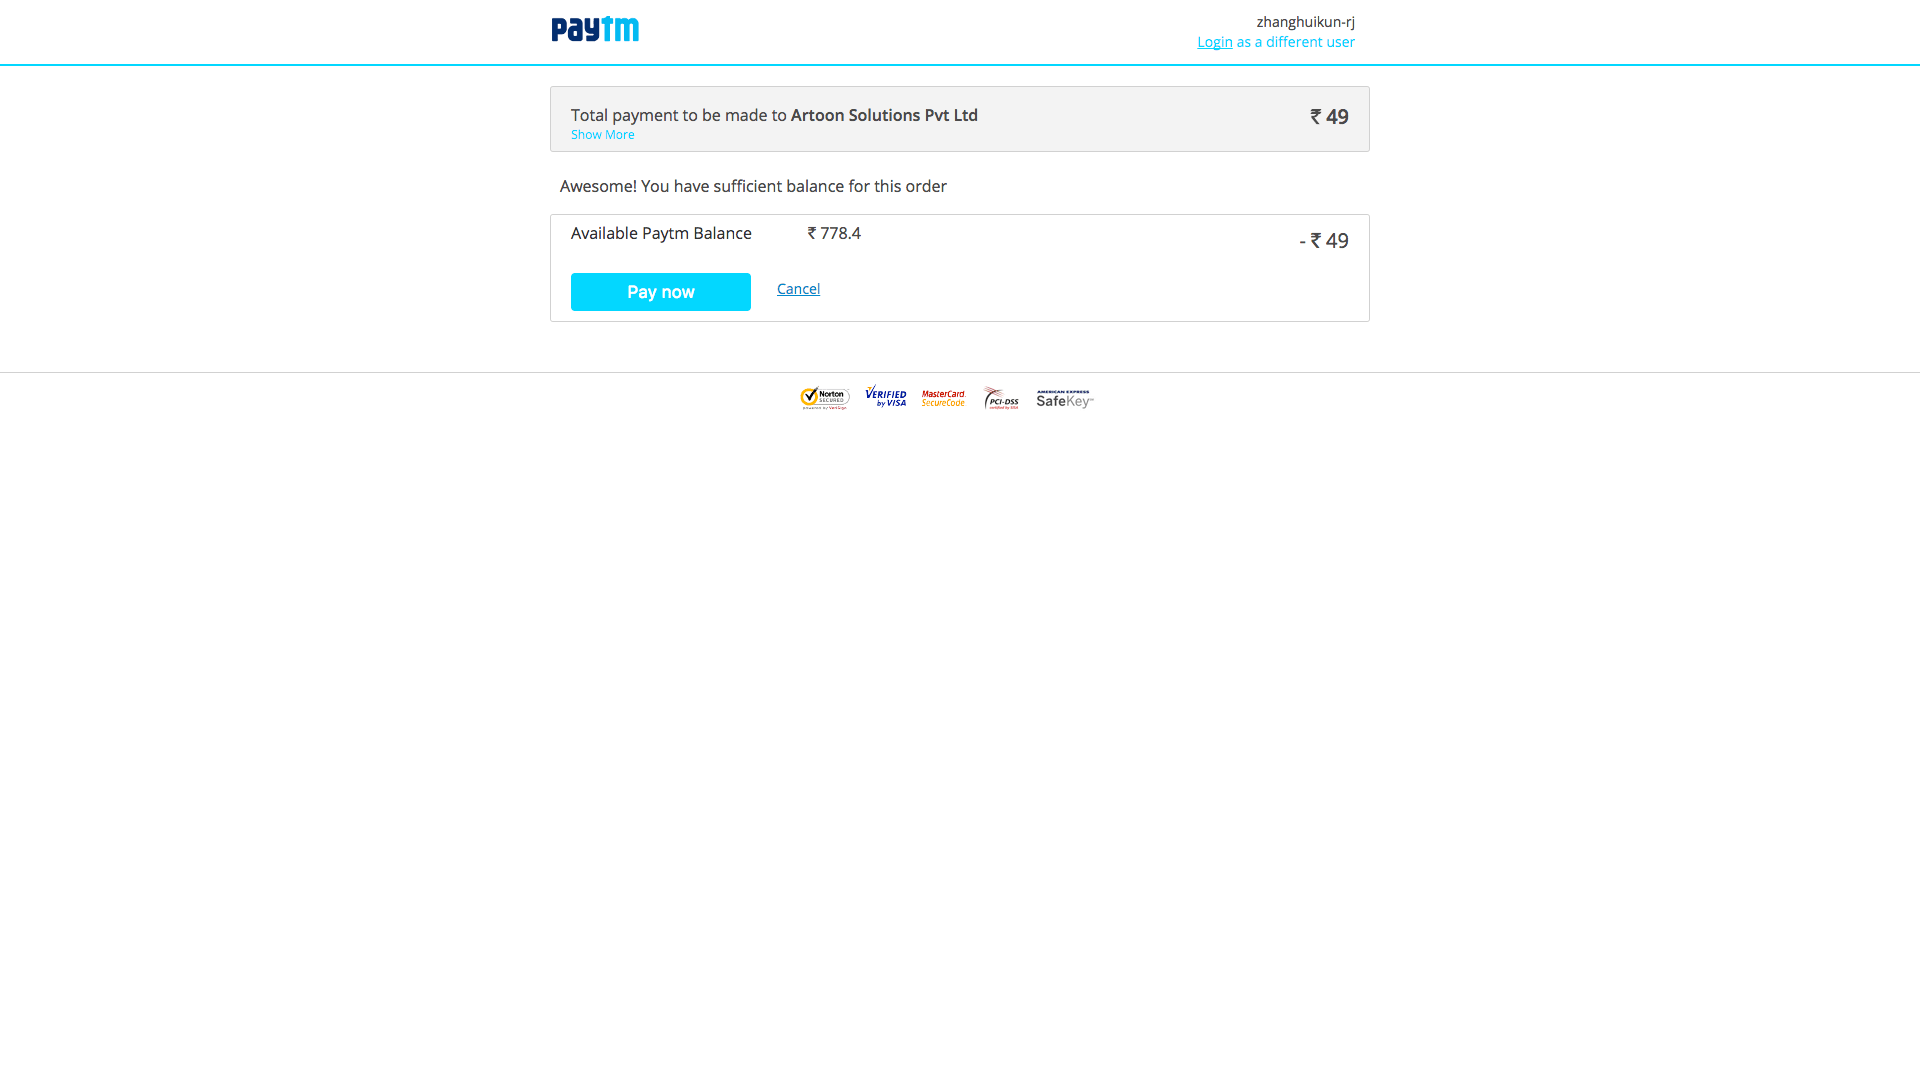 paytm
zhanghuikun-rj
Login as a different user
Total payment to be made to Artoon Solutions Pvt Ltd
₹ 49
Show More
Awesome! You have sufficient balance for this order
Available Paytm Balance ₹ 778.4
- ₹ 49
Pay now
Cancel
Norton
SECURED
powered by VeriSign
VERIFIED
by VISA
MasterCard.
SecureCode
PCI-DSS
AMERICAN EXPRESS
SafeKey